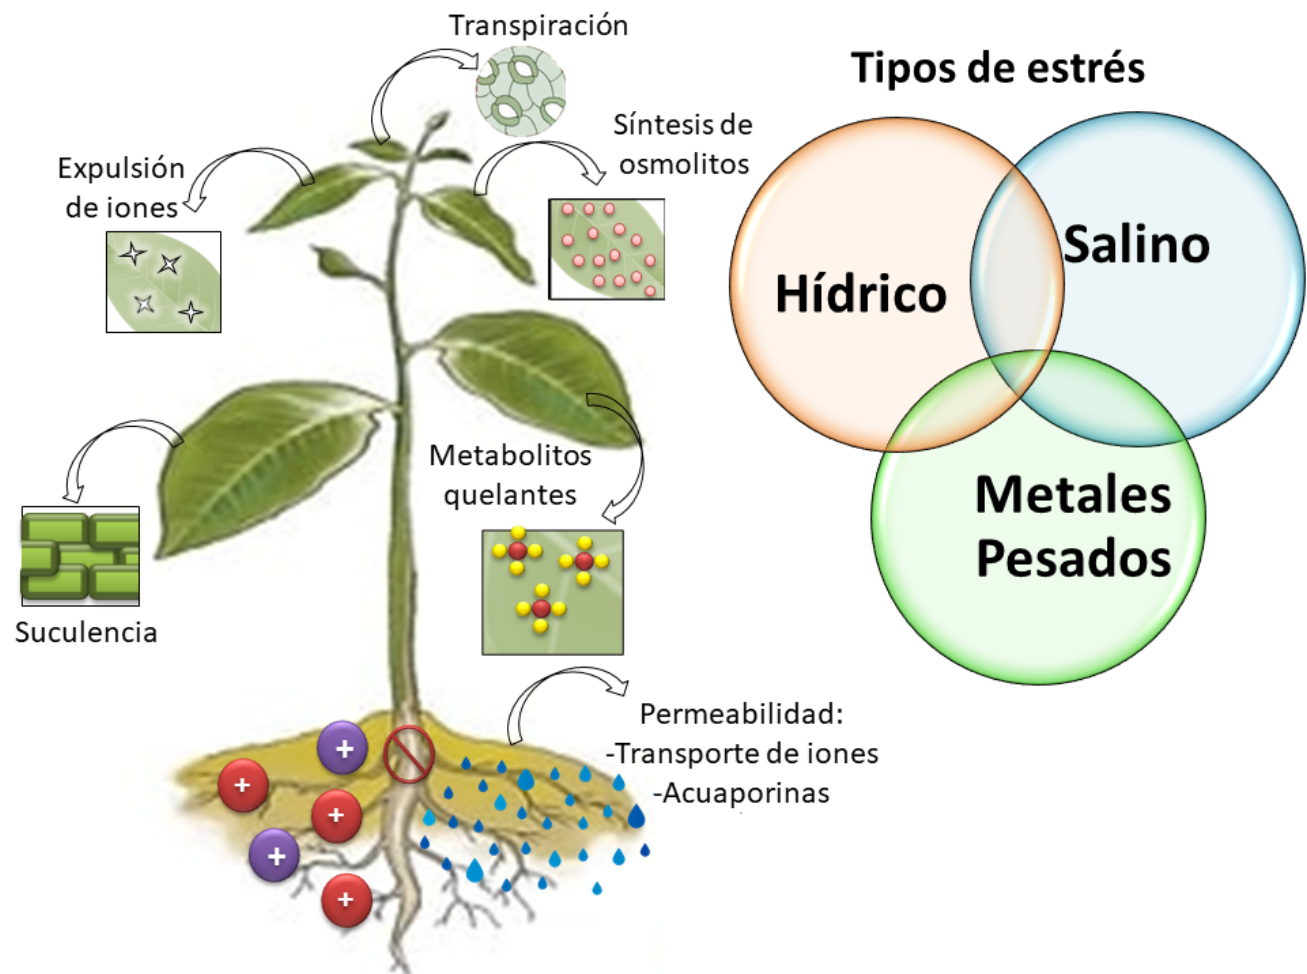 Transpiración
Síntesis de
osmolitos
Expulsión
de iones
Metabolitos
quelantes
Suculencia
Permeabilidad:
-Transporte de iones
-Acuaporinas
+
+
+
+
+
Tipos de estrés
Hídrico
Salino
Metales
Pesados